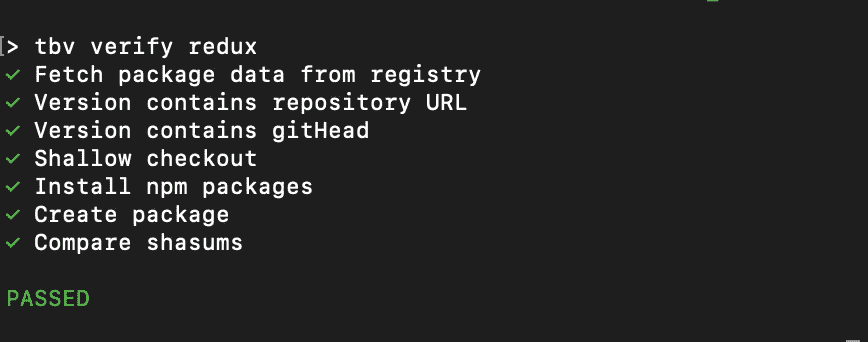 > tbv verify redux
✓ Fetch package data from registry
✓ Version contains repository URL
✓ Version contains gitHead
✓ Shallow checkout
✓ Install npm packages
✓ Create package
✓ Compare shasums
PASSED